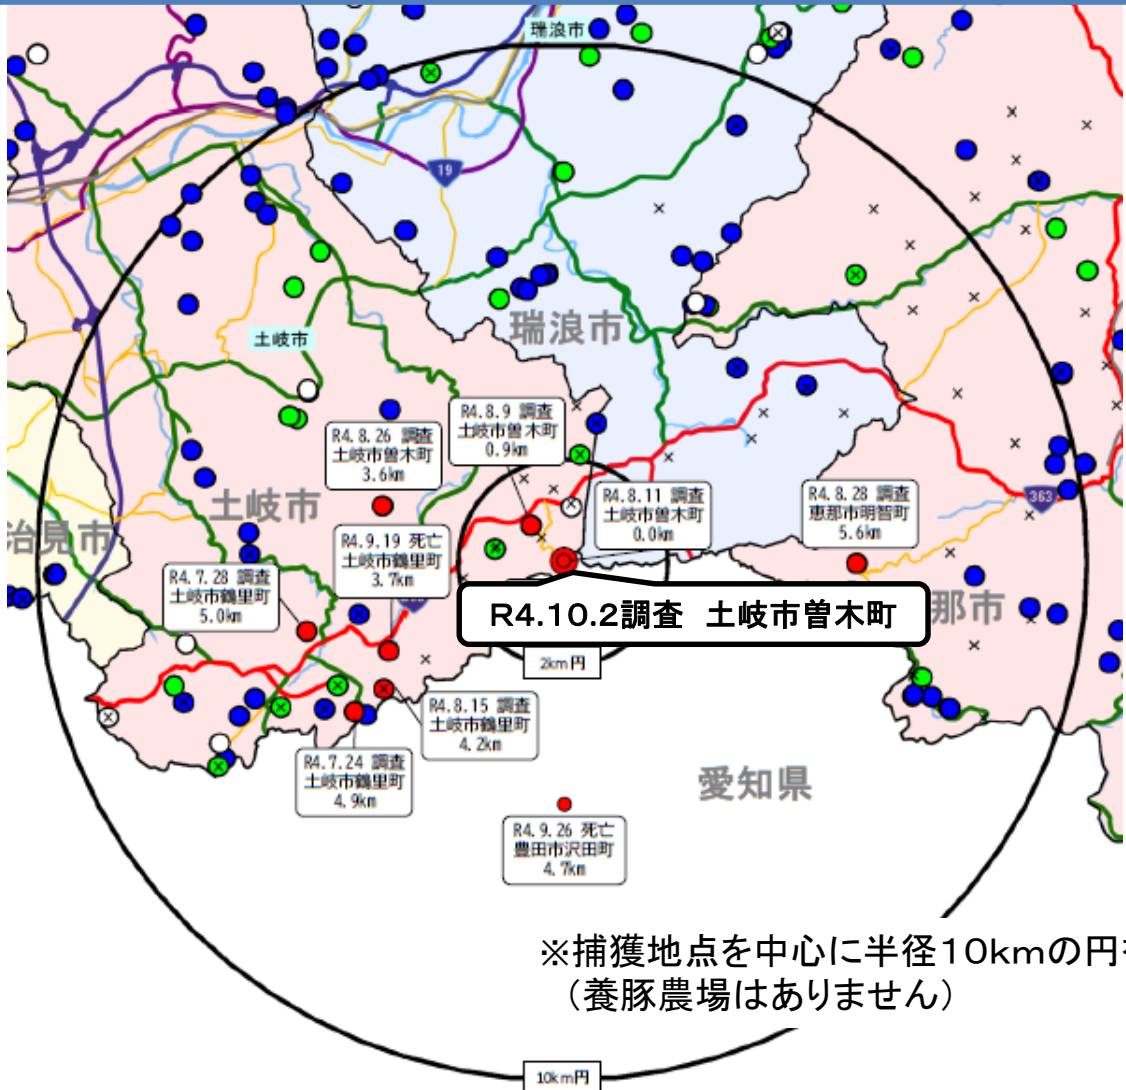 瑞浪市
19
瑞浪市
土岐市
R4.8.9 調査
土岐市曽木町
0.9km
R4.8.26 調査
土岐市曽木町
3.6km
土岐市
R4.8.11 調査
土岐市曽木町
0.0km
R4.8.28 調査
恵那市明智町
5.6km
363
治見市
R4.9.19 死亡
土岐市鶴里町
3.7km
R4.7.28 調査
土岐市鶴里町
5.0km
R4.10.2調査 土岐市曽木町
那市
2km円
R4.8.15 調査
土岐市鶴里町
4.2km
R4.7.24 調査
土岐市鶴里町
4.9km
愛知県
R4.9.26 死亡
豊田市沢田町
4.7km
※捕獲地点を中心に半径10kmの円
(養豚農場はありません)
10km円